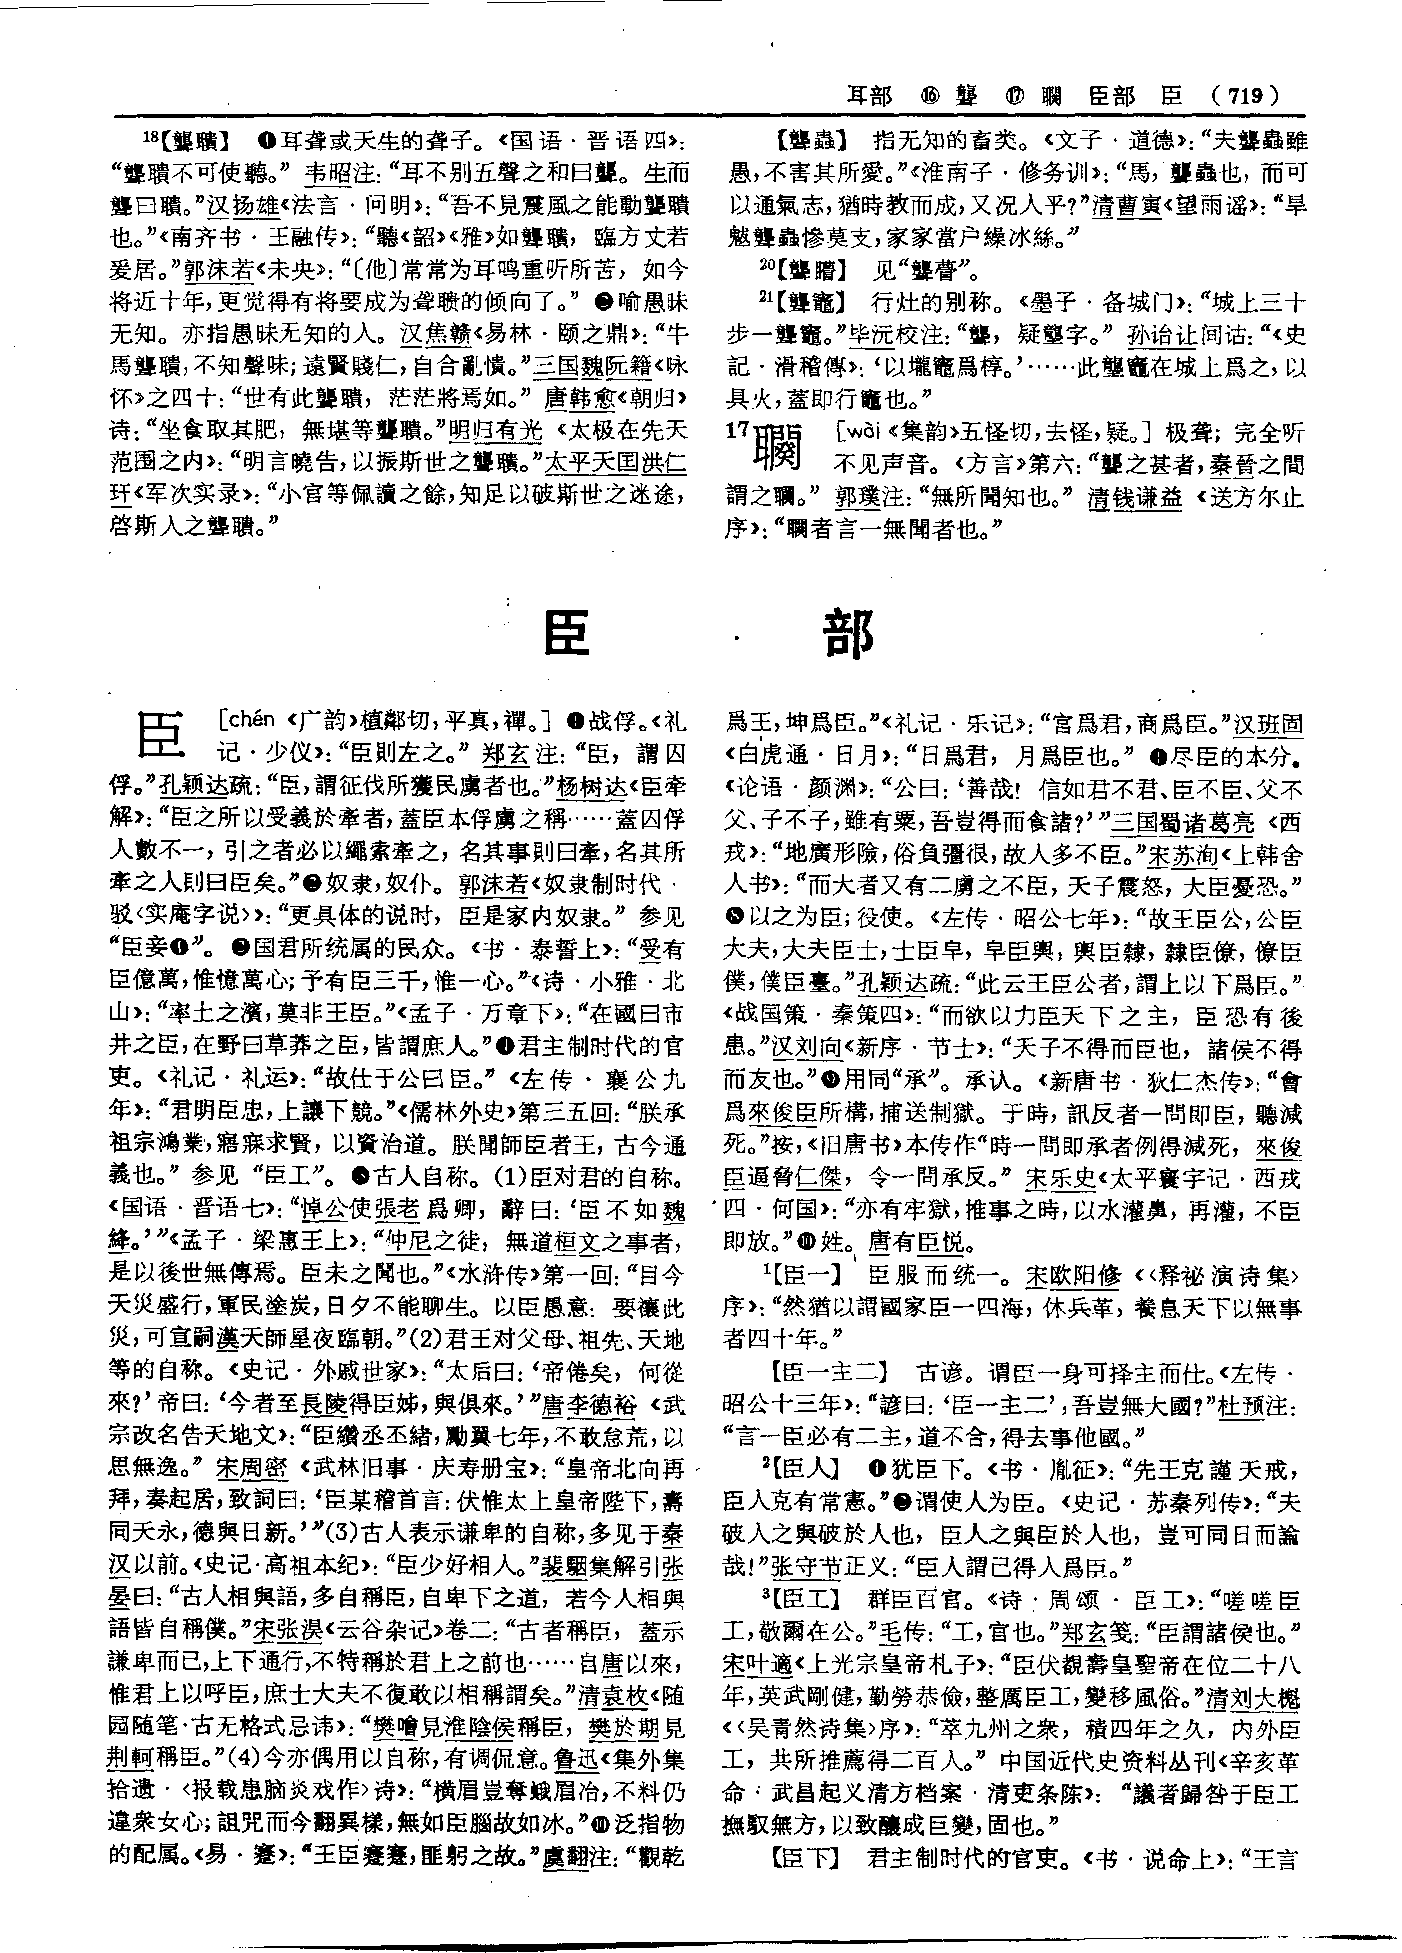 耳部 ⑯ 聾 ⑰ 聵 臣部 臣 (719)
18【聾聵】 ❶耳聋或天生的聋子。《国语·晋语四》：
“聾聵不可使聽。” 韦昭注：“耳不别五聲之和曰聾。生而
聾曰聵。”汉扬雄《法言·问明》：“吾不見震風之能動聾聵
也。”《南齐书·王融传》：“聽《韶》《雅》如聾聵，臨方丈若
爰居。”郭沫若《未央》：“〔他〕常常为耳鸣重听所苦，如今
将近十年，更觉得有将要成为聋聩的倾向了。” ❷喻愚昧
无知。亦指愚昧无知的人。汉焦赣《易林·颐之鼎》：“牛
馬聾聵，不知聲味；遠賢賤仁，自合亂憒。”三国魏阮籍《咏
怀》之四十：“世有此聾聵，茫茫將焉如。” 唐韩愈《朝归》
诗：“坐食取其肥，無堪等聾聵。”明归有光《太极在先天
范围之内》：“明言曉告，以振斯世之聾聵。”太平天囯洪仁
玕《军次实录》：“小官等佩讀之餘，知足以破斯世之迷途，
啓斯人之聾聵。”
【聾蟲】 指无知的畜类。《文子·道德》：“夫聾蟲雖
愚，不害其所愛。”《淮南子·修务训》：“馬，聾蟲也，而可
以通氣志，猶時教而成，又況人乎？”清曹寅《望雨谣》：“旱
魃聾蟲慘莫支，家家當户繰冰絲。”
20【聾瞽】 见“聾瞽”。
21【聾竈】 行灶的别称。《墨子·备城门》：“城上三十
步一聾竈。”毕沅校注：“聾，疑壟字。” 孙诒让间诂：“《史
記·滑稽傳》：‘以壠竈爲椁。’……此壟竈在城上爲之，以
具火，蓋即行竈也。”
17 [wài《集韵》五怪切，去怪，疑。] 极聋；完全听
不见声音。《方言》第六：“聾之甚者，秦晉之間
謂之䦧。” 郭璞注：“無所聞知也。” 清钱谦益《送方尔止
序》：“者言一無聞者也。”
臣 部
臣 [chén《广韵》植鄰切，平真，禪。] ❶战俘。《礼
记·少仪》：“臣則左之。” 郑玄注：“臣，謂囚
俘。”孔颖达疏：“臣，謂征伐所獲民虜者也。”杨树达《臣牵
解》：“臣之所以受義於牽者，蓋臣本俘虜之稱……蓋囚俘
人數不一，引之者必以繩索牽之，名其事則曰牽，名其所
牽之人則曰臣矣。”❷奴隶，奴仆。郭沫若《奴隶制时代·
驳〈实庵字说〉》：“更具体的说时，臣是家内奴隶。” 参见
“臣妾❶”。 ❸国君所统属的民众。《书·泰誓上》：“受有
臣億萬，惟億萬心；予有臣三千，惟一心。”《诗·小雅·北
山》：“率土之濱，莫非王臣。”《孟子·万章下》：“在國曰市
井之臣，在野曰草莽之臣，皆謂庶人。”❹君主制时代的官
吏。《礼记·礼运》：“故仕于公曰臣。”《左传·襄公九
年》：“君明臣忠，上讓下競。”《儒林外史》第三五回：“朕承
祖宗鴻業，寤寐求賢，以資治道。朕聞師臣者王，古今通
義也。” 参见“臣工”。 ❺古人自称。(1)臣对君的自称。
《国语·晋语七》：“悼公使張老爲卿，辭曰：‘臣不如魏
絳。’”《孟子·梁惠王上》：“仲尼之徒，無道桓文之事者，
是以後世無傳焉。臣未之聞也。”《水浒传》第一回：“目今
天災盛行，軍民塗炭，日夕不能聊生。以臣愚意：要禳此
災，可宣嗣漢天師星夜臨朝。”(2)君王对父母、祖先、天地
等的自称。《史记·外戚世家》：“太后曰：‘帝倦矣，何從
來？’帝曰：‘今者至長陵得臣姊，與俱來。’”唐李德裕《武
宗改名告天地文》：“臣纘丞丕緒，勵翼七年，不敢怠荒，以
思無逸。” 宋周密《武林旧事·庆寿册宝》：“皇帝北向再
拜，奏起居，致詞曰：‘臣某稽首言：伏惟太上皇帝陛下，壽
同天永，德與日新。’”(3)古人表示谦卑的自称，多见于秦
汉以前。《史记·高祖本纪》：“臣少好相人。”裴駰集解引张
晏曰：“古人相與語，多自稱臣，自卑下之道，若今人相與
語皆自稱僕。”宋张淏《云谷杂记》卷二：“古者稱臣，蓋示
謙卑而已，上下通行，不特稱於君上之前也……自唐以來，
惟君上以呼臣，庶士大夫不復敢以相稱謂矣。”清袁枚《随
园随笔·古无格式忌讳》：“樊噲見淮陰侯稱臣，樊於期見
荆軻稱臣。”(4)今亦偶用以自称，有调侃意。鲁迅《集外集
拾遗·〈报载患脑炎戏作〉诗》：“横眉豈奪蛾眉冶，不料仍
違衆女心；詛咒而今翻異樣，無如臣腦故如冰。”❻泛指物
的配属。《易·蹇》：“王臣蹇蹇，匪躬之故。”虞翻注：“觀乾
爲王，坤爲臣。”《礼记·乐记》：“宫爲君，商爲臣。”汉班固
《白虎通·日月》：“日爲君，月爲臣也。” ❼尽臣的本分。
《论语·颜渊》：“公曰：‘善哉！信如君不君、臣不臣、父不
父、子不子，雖有粟，吾豈得而食諸？’”三国蜀诸葛亮《西
戎》：“地廣形險，俗負彊很，故人多不臣。”宋苏洵《上韩舍
人书》：“而大者又有二虜之不臣，天子震怒，大臣憂恐。”
❽以之为臣；役使。《左传·昭公七年》：“故王臣公，公臣
大夫，大夫臣士，士臣皁，皁臣輿，輿臣隸，隸臣僚，僚臣
僕，僕臣臺。”孔颖达疏：“此云王臣公者，謂上以下爲臣。”
《战国策·秦策四》：“而欲以力臣天下之主，臣恐有後
患。”汉刘向《新序·节士》：“天子不得而臣也，諸侯不得
而友也。”❾用同“承”。承认。《新唐书·狄仁杰传》：“會
爲來俊臣所構，捕送制獄。于時，訊反者一問即臣，聽減
死。”按，《旧唐书》本传作“時一問即承者例得減死，來俊
臣逼脅仁傑，令一問承反。” 宋乐史《太平寰宇记·西戎
四·何国》：“亦有牢獄，推事之時，以水灌鼻，再灌，不臣
即放。”❿姓。唐有臣悦。
1【臣一】 臣服而统一。宋欧阳修《〈释祕演诗集〉
序》：“然猶以謂國家臣一四海，休兵革，養息天下以無事
者四十年。”
【臣一主二】 古谚。谓臣一身可择主而仕。《左传·
昭公十三年》：“諺曰：‘臣一主二’；吾豈無大國？”杜预注：
“言一臣必有二主，道不合，得去事他國。”
2【臣人】 ❶犹臣下。《书·胤征》：“先王克謹天戒，
臣人克有常憲。”❷谓使人为臣。《史记·苏秦列传》：“夫
破人之與破於人也，臣人之與臣於人也，豈可同日而論
哉！”张守节正义：“臣人謂己得人爲臣。”
3【臣工】 群臣百官。《诗·周颂·臣工》：“嗟嗟臣
工，敬爾在公。”毛传：“工，官也。”郑玄笺：“臣謂諸侯也。”
宋叶適《上光宗皇帝札子》：“臣伏觀壽皇聖帝在位二十八
年，英武剛健，勤勞恭儉，整厲臣工，變移風俗。”清刘大櫆
《〈吴青然诗集〉序》：“萃九州之衆，積四年之久，内外臣
工，共所推薦得二百人。” 中国近代史资料丛刊《辛亥革
命·武昌起义清方档案·清吏条陈》：“議者歸咎于臣工
撫馭無方，以致釀成巨變，固也。”
【臣下】 君主制时代的官吏。《书·说命上》：“王言